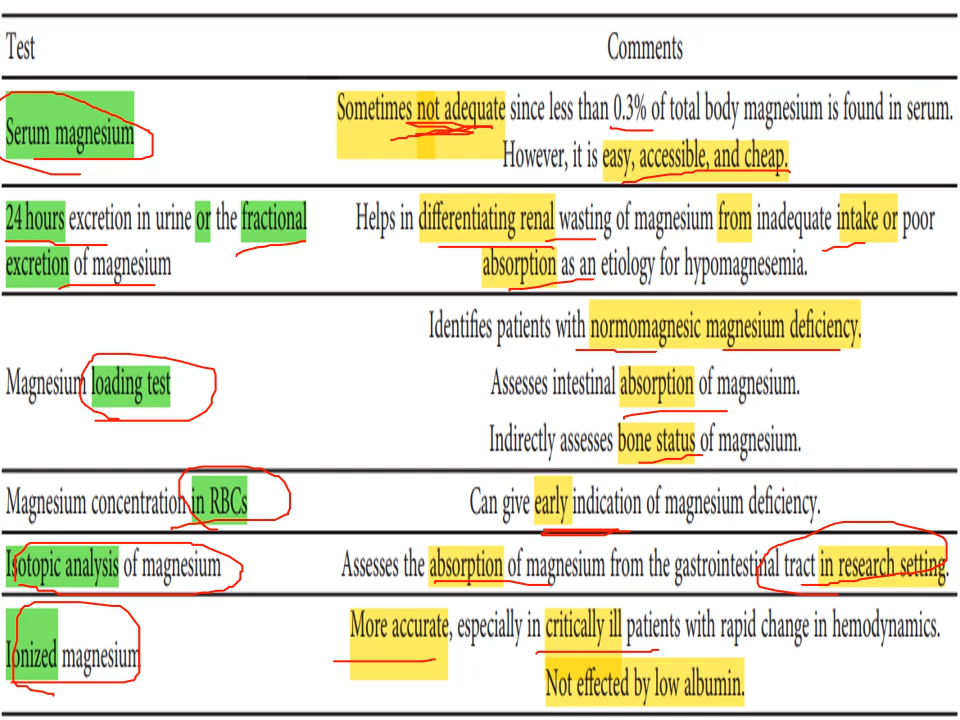 Test Comments
Serum magnesium
Sometimes not adequate since less than 0.3% of total body magnesium is found in serum.
However, it is easy, accessible, and cheap.
24 hours excretion in urine or the fractional
excretion of magnesium
Helps in differentiating renal wasting of magnesium from inadequate intake or poor
absorption as an etiology for hypomagnesemia.
Magnesium loading test
Identifies patients with normomagnesic magnesium deficiency.
Assesses intestinal absorption of magnesium.
Indirectly assesses bone status of magnesium.
Magnesium concentration in RBCs
Can give early indication of magnesium deficiency.
Isotopic analysis of magnesium
Assesses the absorption of magnesium from the gastrointestinal tract in research setting.
Ionized magnesium
More accurate, especially in critically ill patients with rapid change in hemodynamics.
Not effected by low albumin.